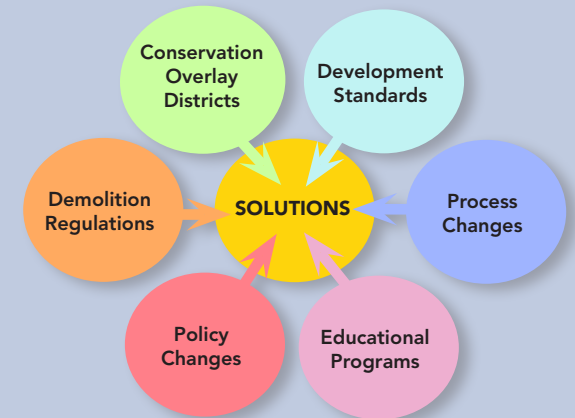 Conservation
Overlay
Districts
Development
Standards
Demolition
Regulations
SOLUTIONS
Process
Changes
Policy
Changes
Educational
Programs